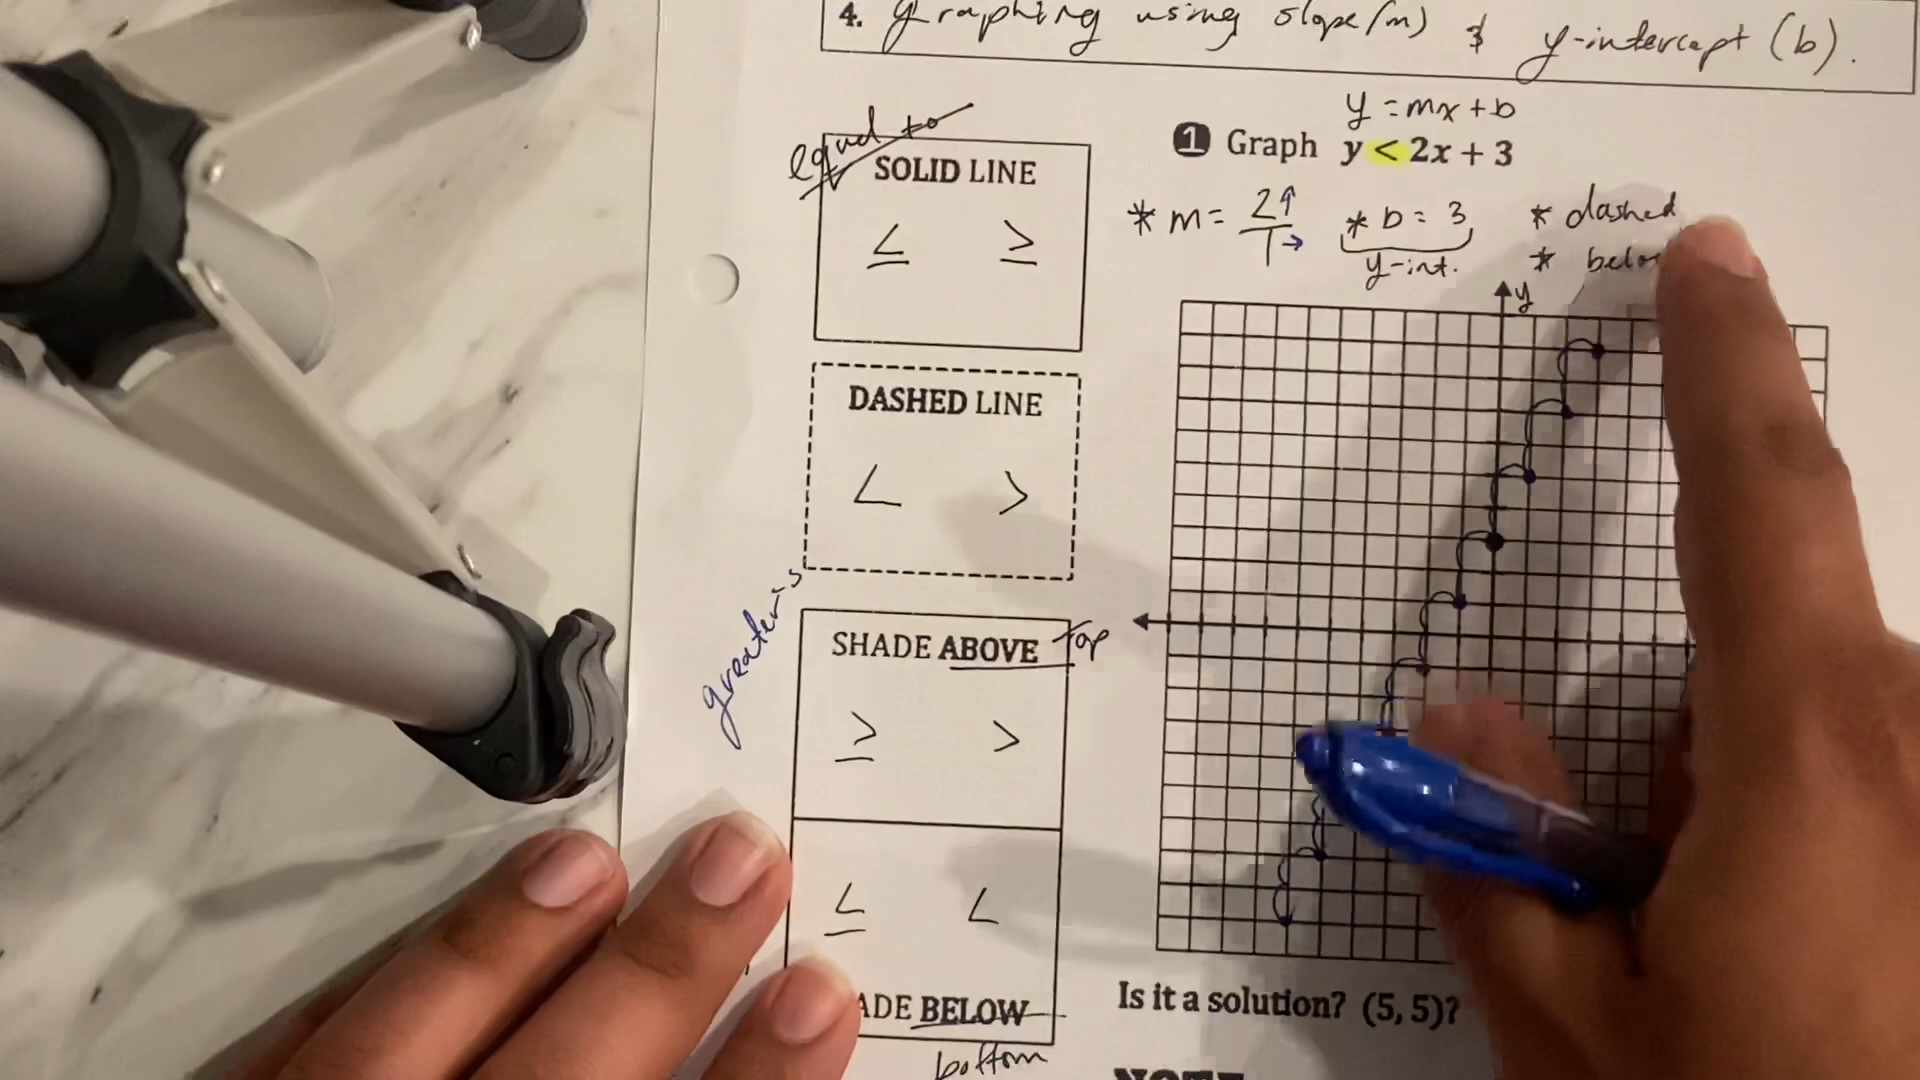 4. graphing using slope (m) & y-intercept (b).
equal to
SOLID LINE
≤ ≥
DASHED LINE
< >
greater's
SHADE ABOVE top
≥ >
≤ <
ADE BELOW
bottom
y = mx + b
1 Graph y < 2x + 3
* m = 2↑/1→ * b = 3 * dashed
y-int. *
y
Is it a solution? (5, 5)?